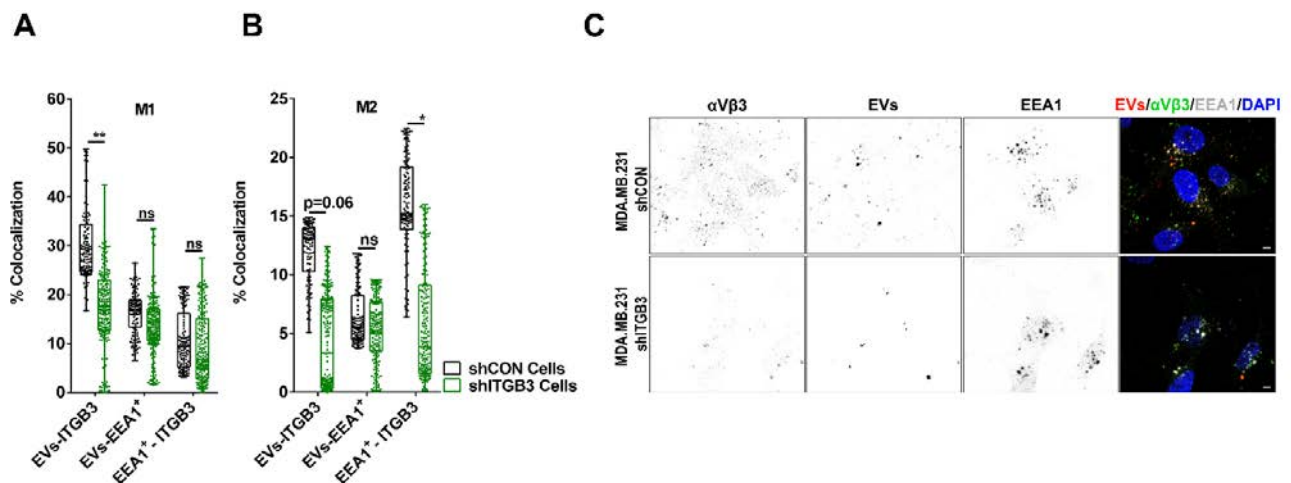 A
M1
% Colocalization
60
50
40
30
20
10
0
**
ns
ns
EVs-ITGB3
EVs-EEA1⁺
EEA1⁺- ITGB3
B
M2
% Colocalization
25
20
15
10
5
0
p=0.06
ns
*
EVs-ITGB3
EVs-EEA1⁺
EEA1⁺- ITGB3
shCON Cells
shITGB3 Cells
C
αVβ3
EVs
EEA1
EVs/αVβ3/EEA1/DAPI
MDA.MB.231
shCON
MDA.MB.231
shITGB3